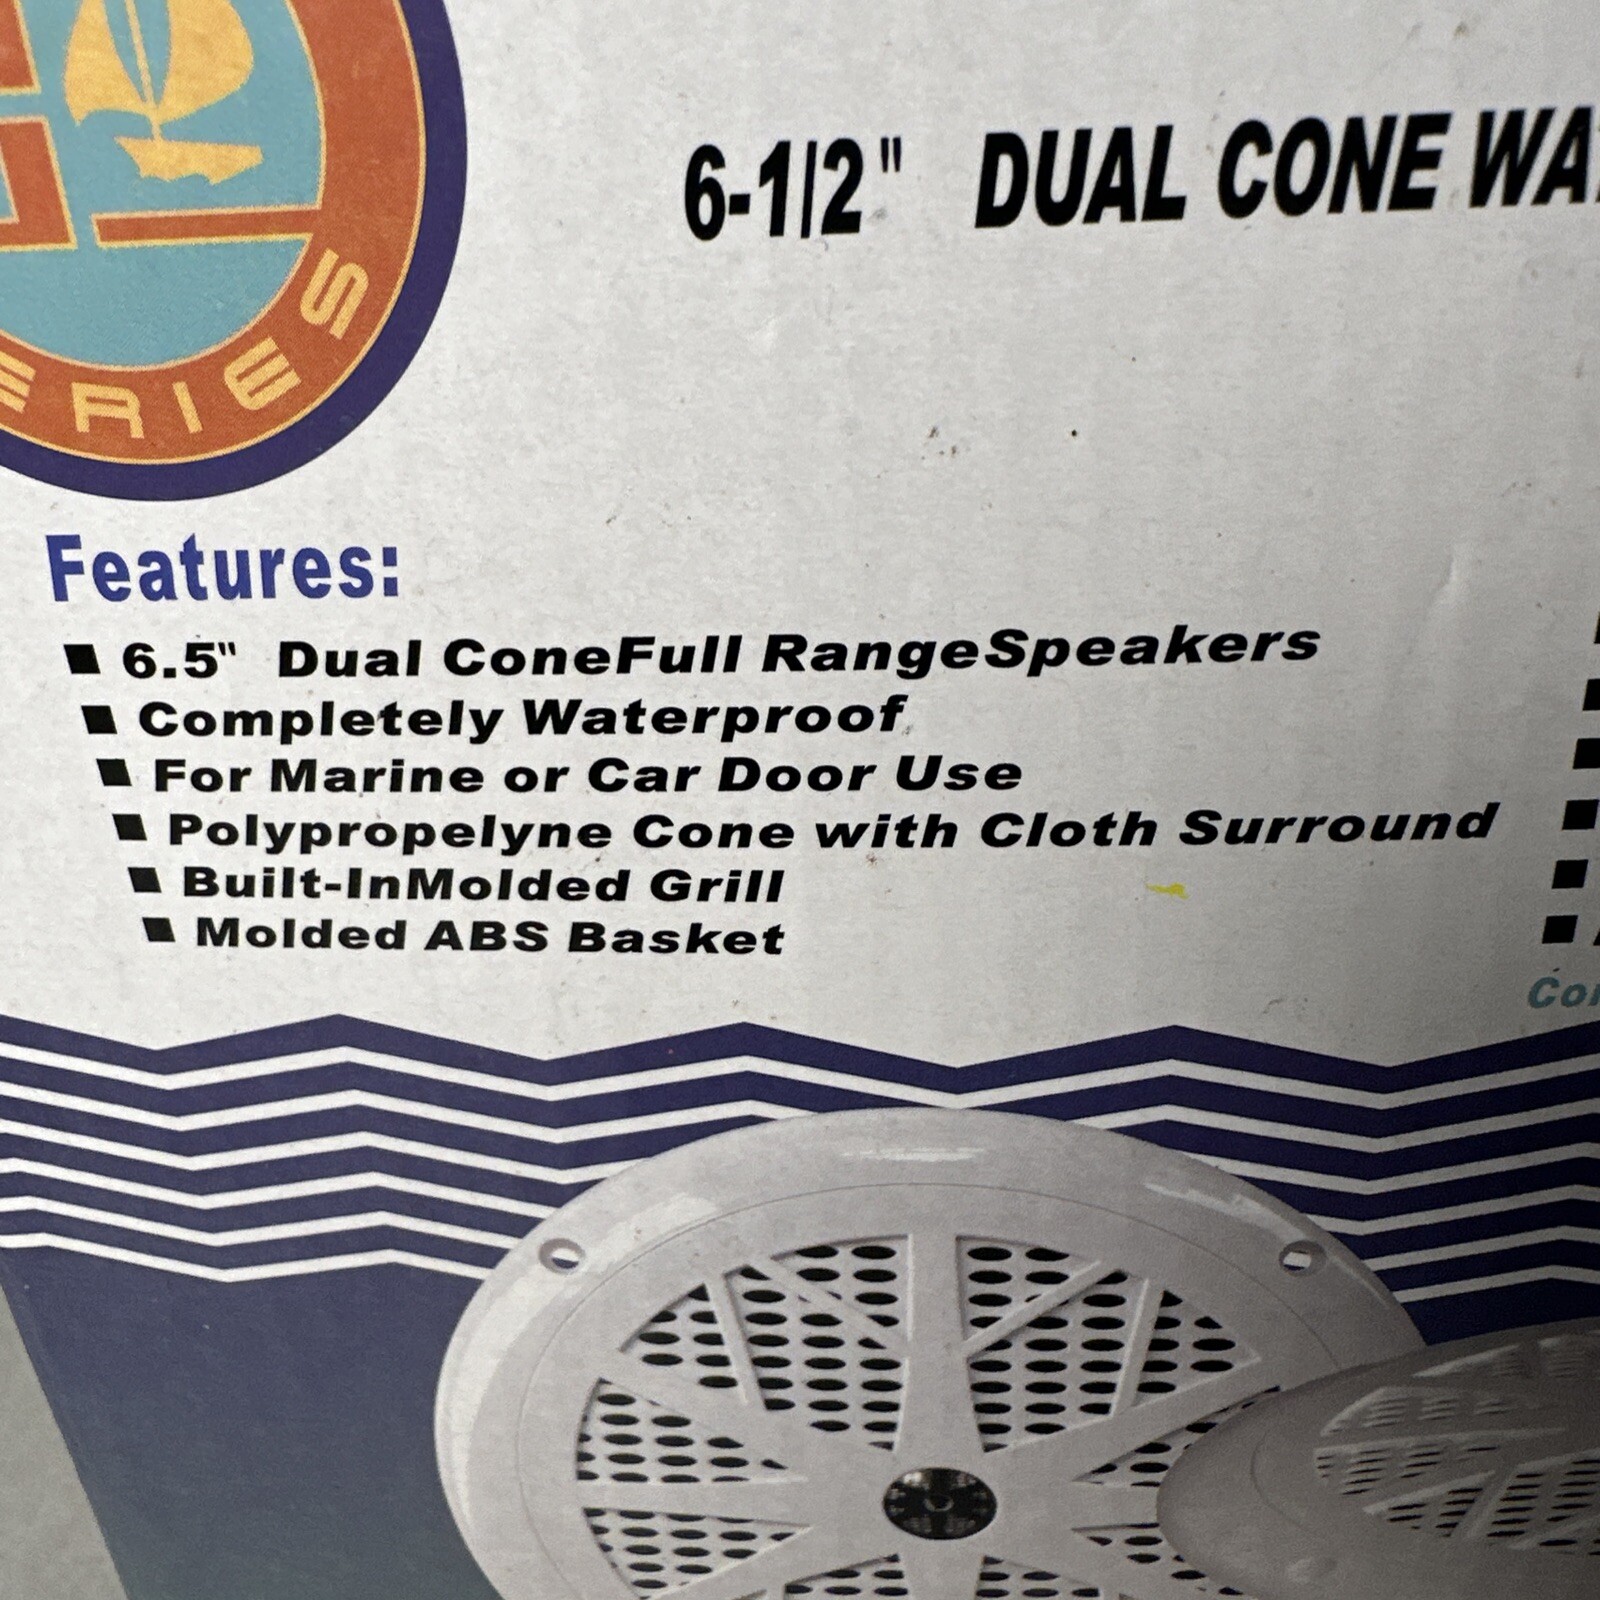 6-1/2" DUAL CONE
ERIES
Features:
■ 6.5" Dual ConeFull RangeSpeakers
■ Completely Waterproof
■ For Marine or Car Door Use
■ Polypropelyne Cone with Cloth Surround
■ Built-InMolded Grill
■ Molded ABS Basket